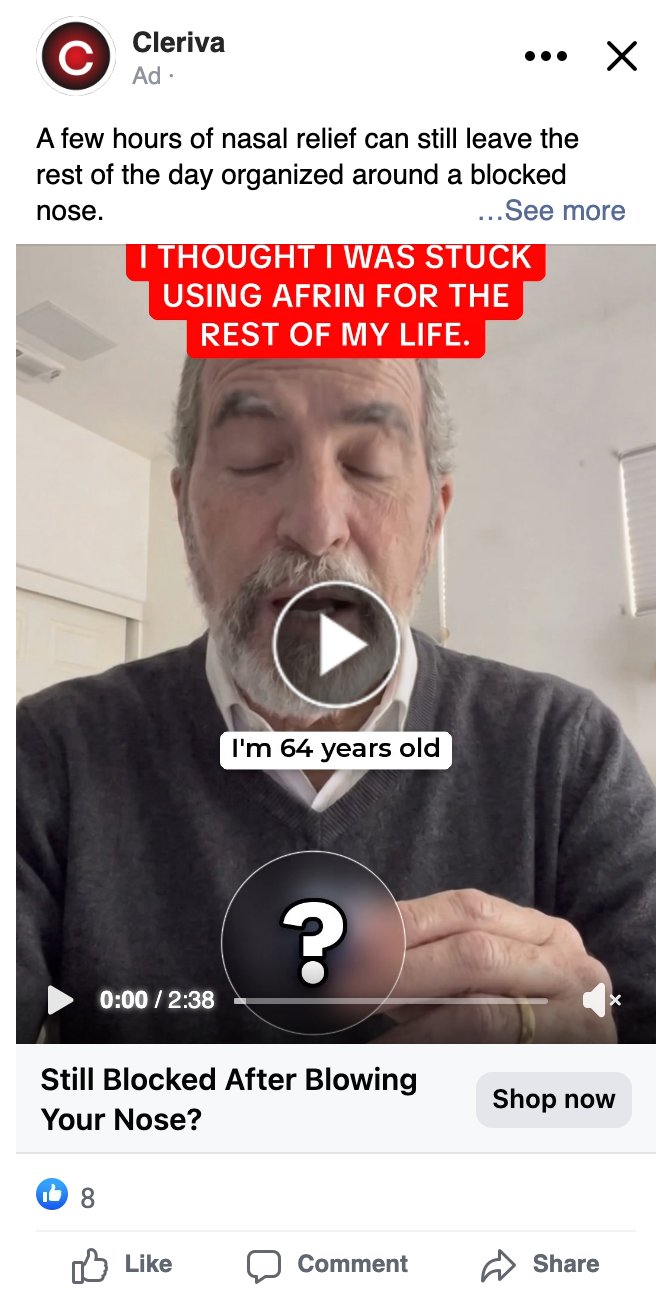 C
Cleriva
Ad ·
A few hours of nasal relief can still leave the
rest of the day organized around a blocked
nose.
...See more
I THOUGHT I WAS STUCK
USING AFRIN FOR THE
REST OF MY LIFE.
I'm 64 years old
?
0:00 / 2:38
Still Blocked After Blowing
Your Nose?
Shop now
8
Like
Comment
Share